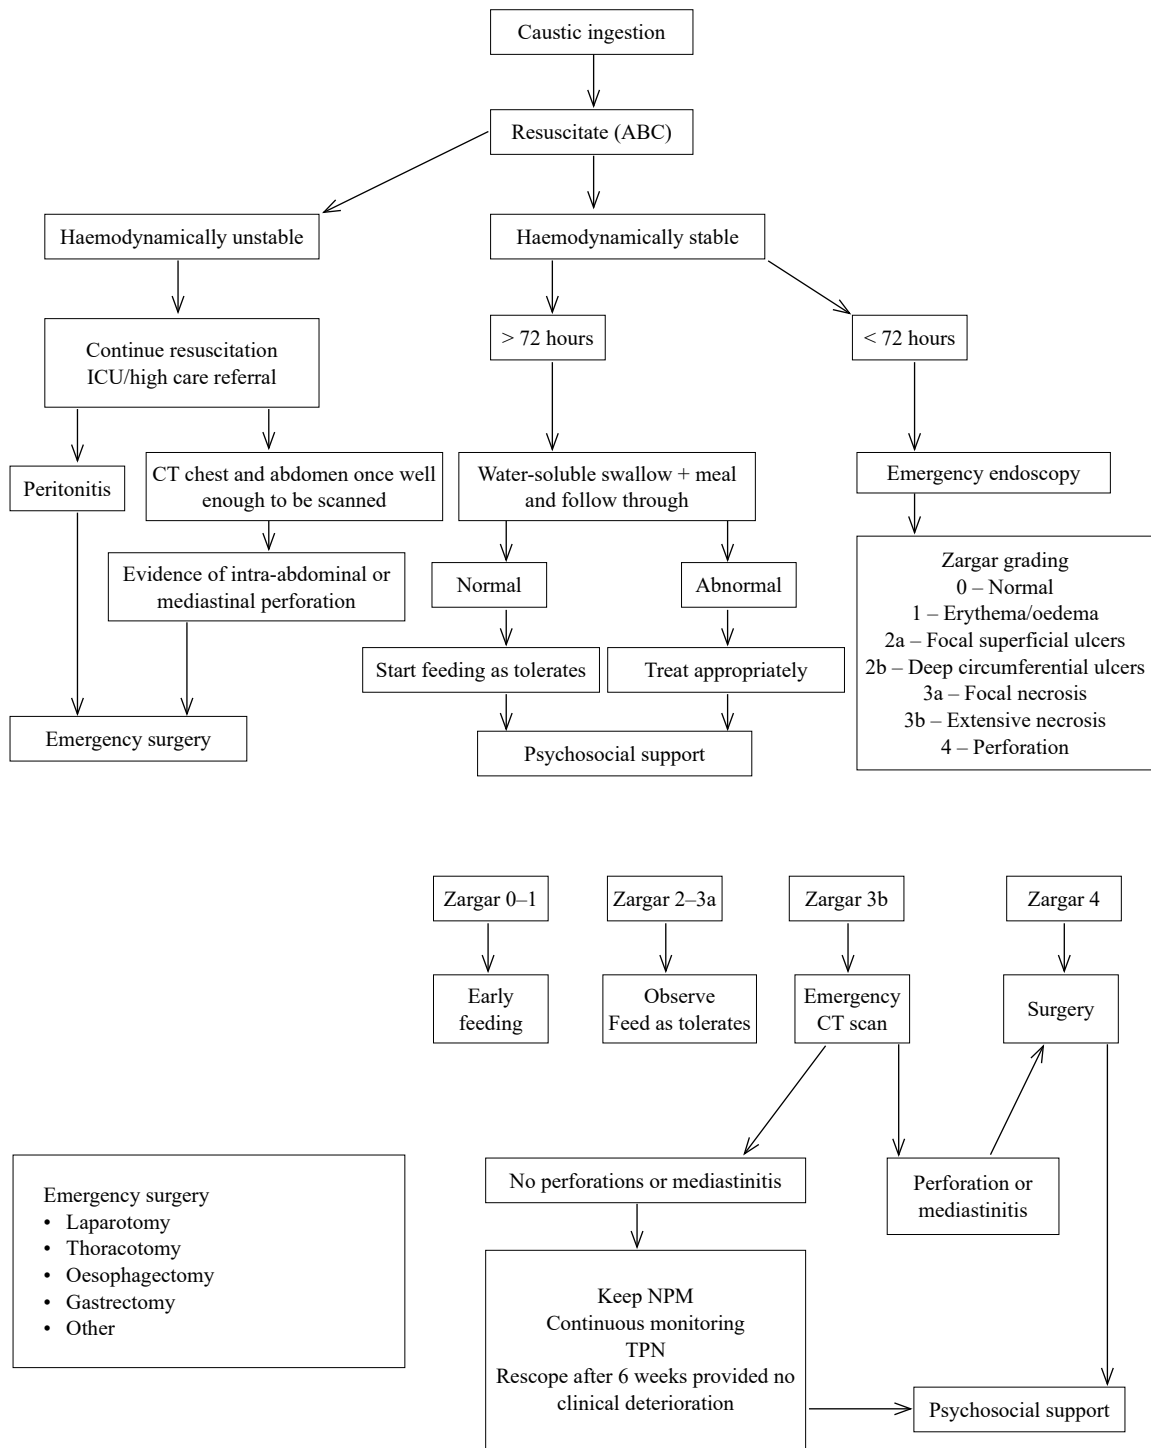 Caustic ingestion
Resuscitate (ABC)
Haemodynamically unstable
Haemodynamically stable
Continue resuscitation
ICU/high care referral
> 72 hours
< 72 hours
Peritonitis
CT chest and abdomen once well
enough to be scanned
Water-soluble swallow + meal
and follow through
Emergency endoscopy
Evidence of intra-abdominal or
mediastinal perforation
Normal
Abnormal
Zargar grading
0 – Normal
1 – Erythema/oedema
2a – Focal superficial ulcers
2b – Deep circumferential ulcers
3a – Focal necrosis
3b – Extensive necrosis
4 – Perforation
Start feeding as tolerates
Treat appropriately
Emergency surgery
Psychosocial support
Zargar 0–1
Zargar 2–3a
Zargar 3b
Zargar 4
Early
feeding
Observe
Feed as tolerates
Emergency
CT scan
Surgery
No perforations or mediastinitis
Perforation or
mediastinitis
Emergency surgery
• Laparotomy
• Thoracotomy
• Oesophagectomy
• Gastrectomy
• Other
Keep NPM
Continuous monitoring
TPN
Rescope after 6 weeks provided no
clinical deterioration
Psychosocial support